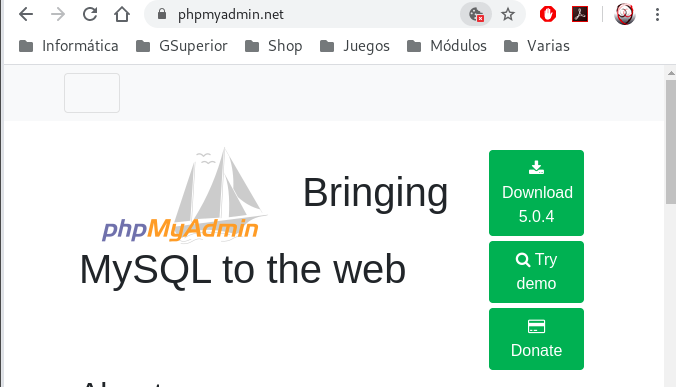 phpmyadmin.net
Informática GSuperior Shop Juegos Módulos Varias
phpMyAdmin Bringing
MySQL to the web
Download
5.0.4
Try
demo
Donate